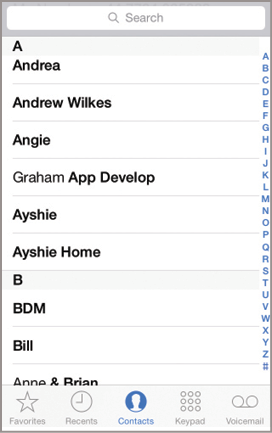 Search
A
Andrea
Andrew Wilkes
Angie
Graham App Develop
Ayshie
Ayshie Home
B
BDM
Bill
Anne & Brian
A
B
C
D
E
F
G
H
I
J
K
L
M
N
O
P
Q
R
S
T
U
V
W
X
Y
Z
#
Favorites
Recents
Contacts
Keypad
Voicemail